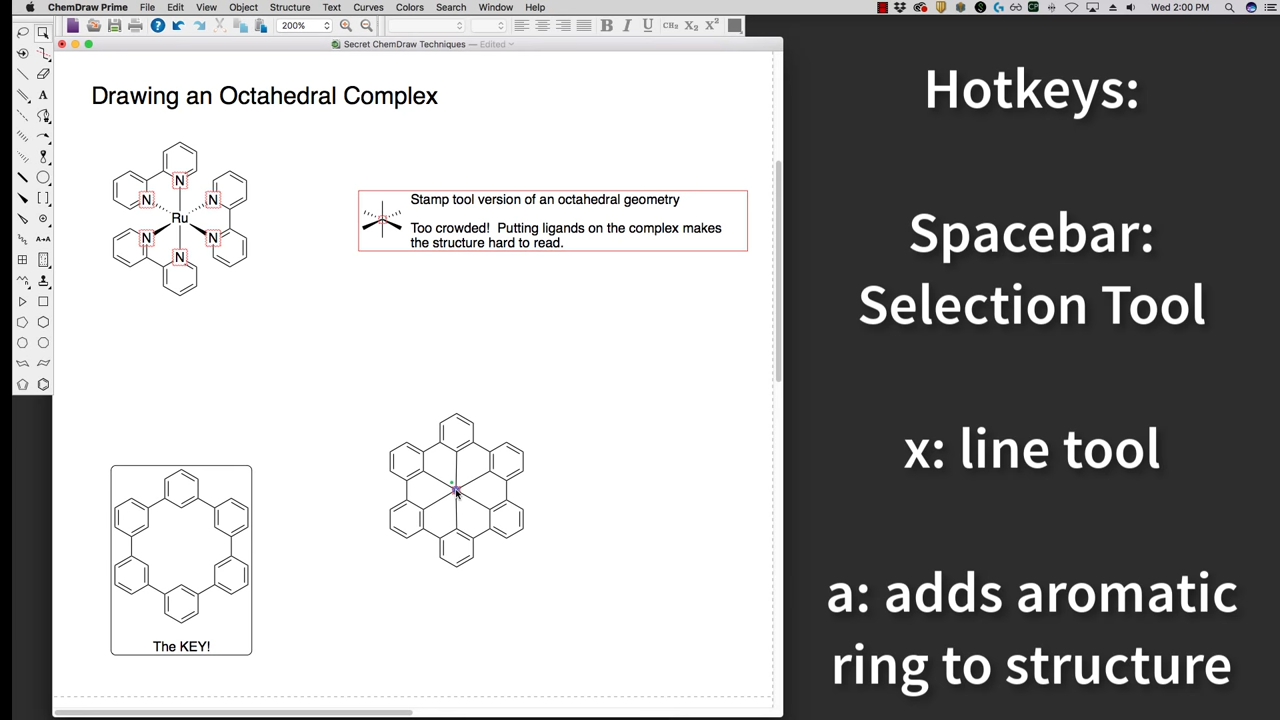 ChemDraw Prime File Edit View Object Structure Text Curves Colors Search Window Help
Wed 2:00 PM
200%
B I U CH₂ X₂ X²
Secret ChemDraw Techniques — Edited
A
A↔A
Drawing an Octahedral Complex
N
N N
Ru
N N
N
Stamp tool version of an octahedral geometry
Too crowded! Putting ligands on the complex makes
the structure hard to read.
The KEY!
Hotkeys:
Spacebar:
Selection Tool
x: line tool
a: adds aromatic
ring to structure